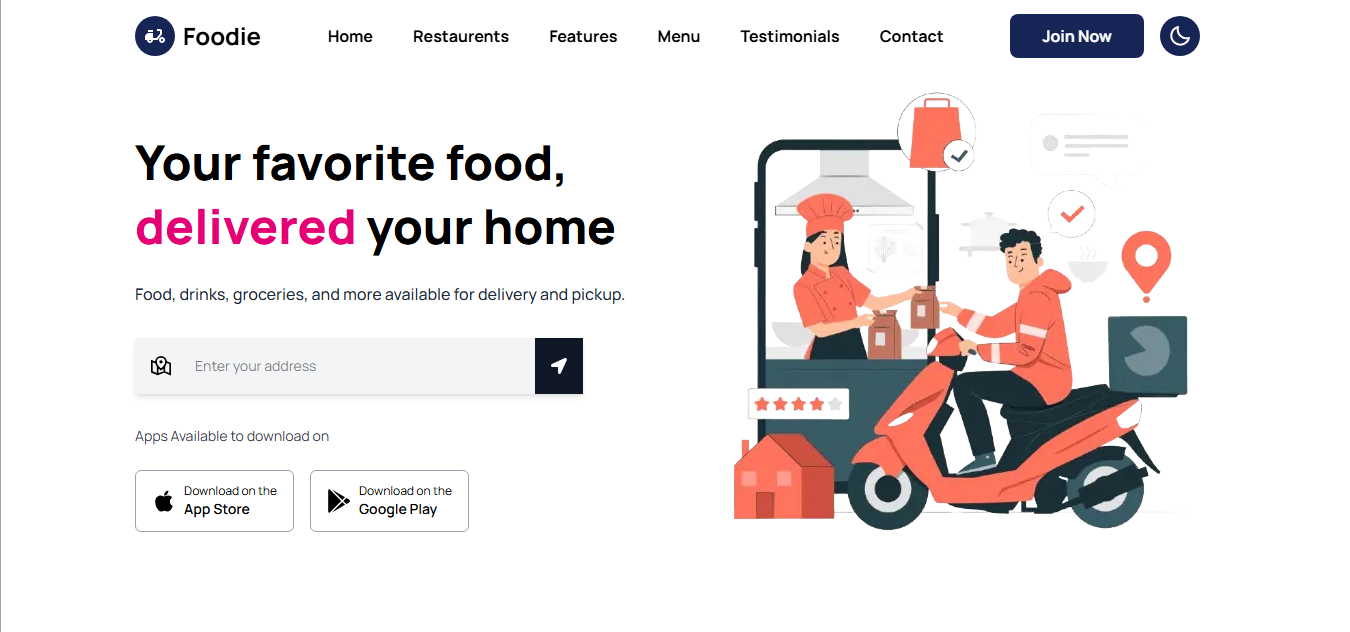 Foodie
Home Restaurents Features Menu Testimonials Contact
Join Now
Your favorite food,
delivered your home
Food, drinks, groceries, and more available for delivery and pickup.
Enter your address
Apps Available to download on
Download on the
App Store
Download on the
Google Play